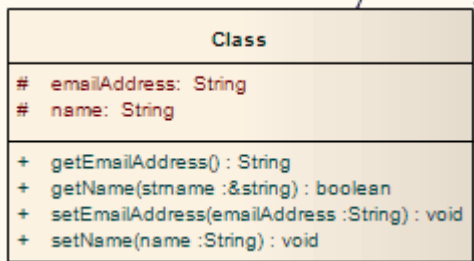 Class
# emailAddress: String
# name: String
+ getEmailAddress() : String
+ getName(strname :&string) : boolean
+ setEmailAddress(emailAddress :String) : void
+ setName(name :String) : void